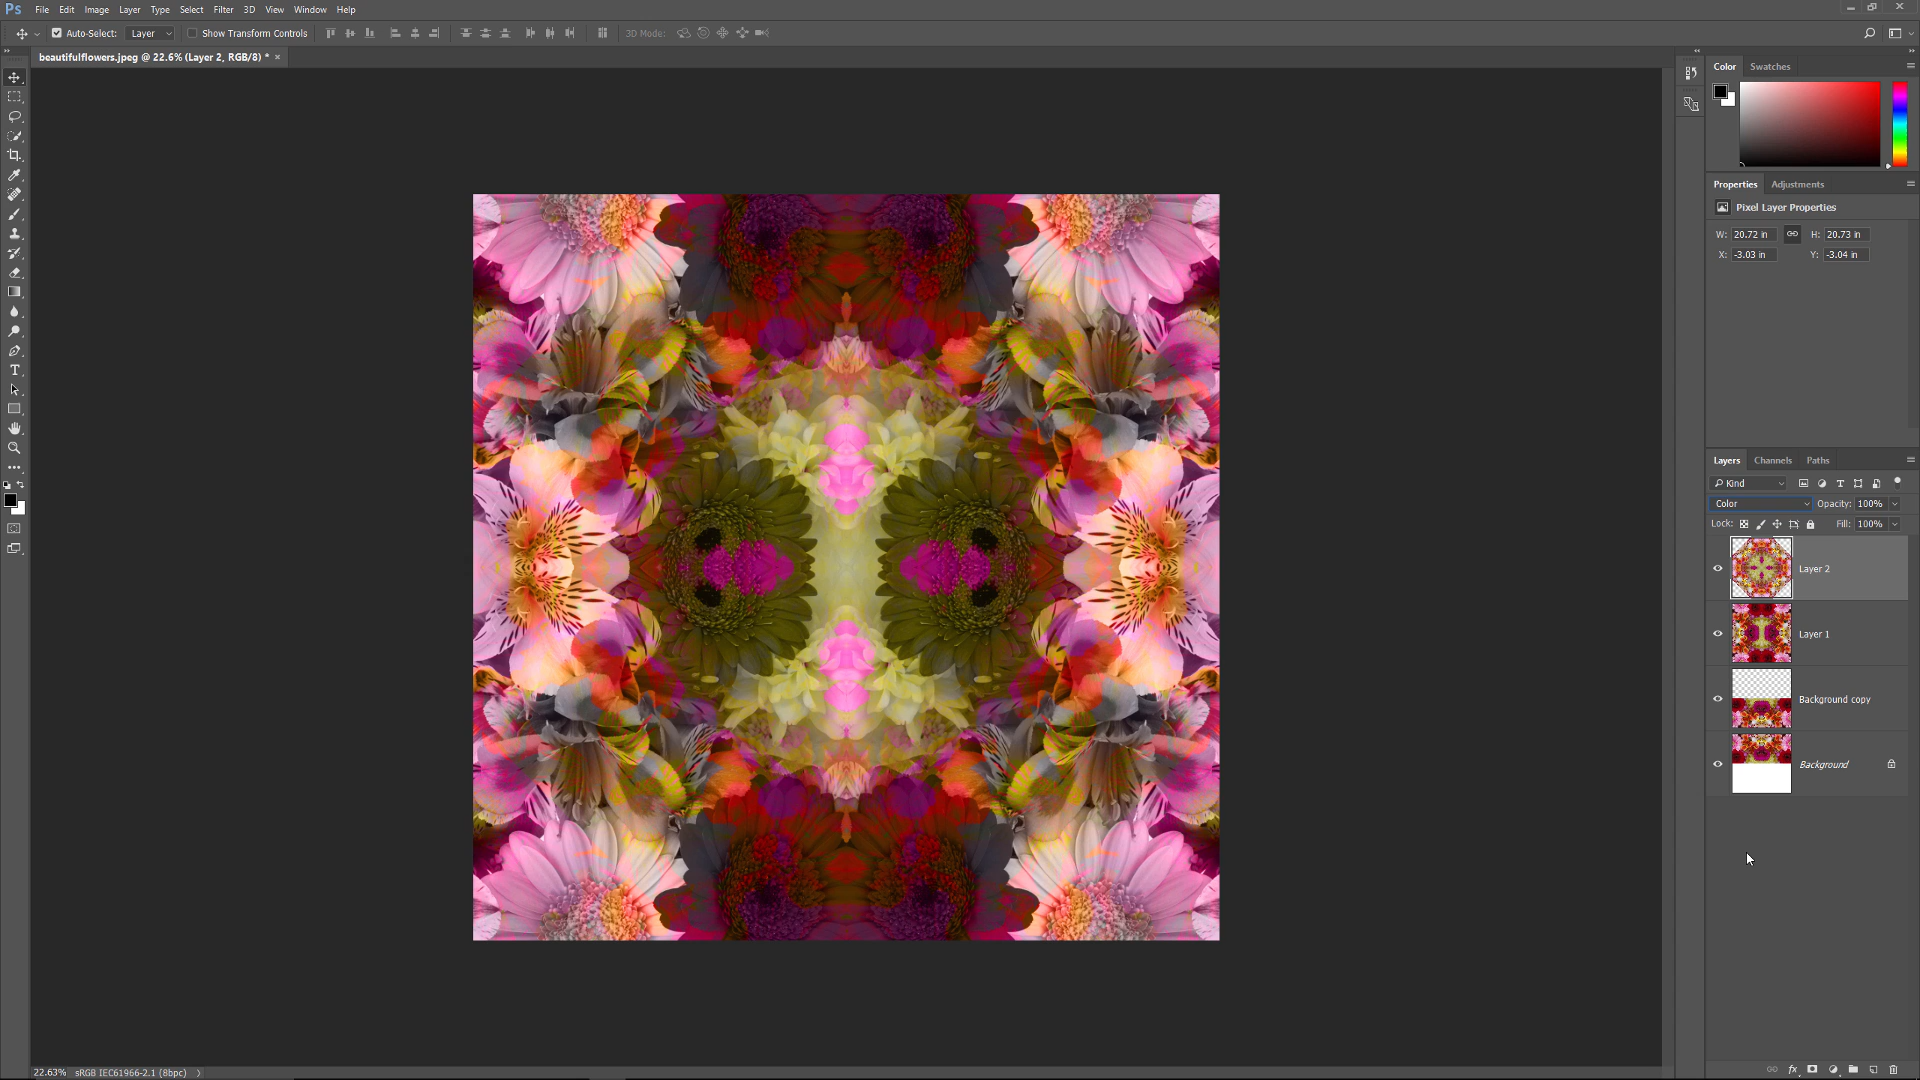 Ps File Edit Image Layer Type Select Filter 3D View Window Help
Auto-Select: Layer Show Transform Controls 3D Mode:
beautifulflowers.jpeg @ 22.6% (Layer 2, RGB/8) * ×
Color Swatches
Properties Adjustments
Pixel Layer Properties
W: 20.72 in H: 20.73 in
X: -3.03 in Y: -3.04 in
Layers Channels Paths
Kind
Color Opacity: 100%
Lock: Fill: 100%
Layer 2
Layer 1
Background copy
Background
22.63% sRGB IEC61966-2.1 (8bpc)